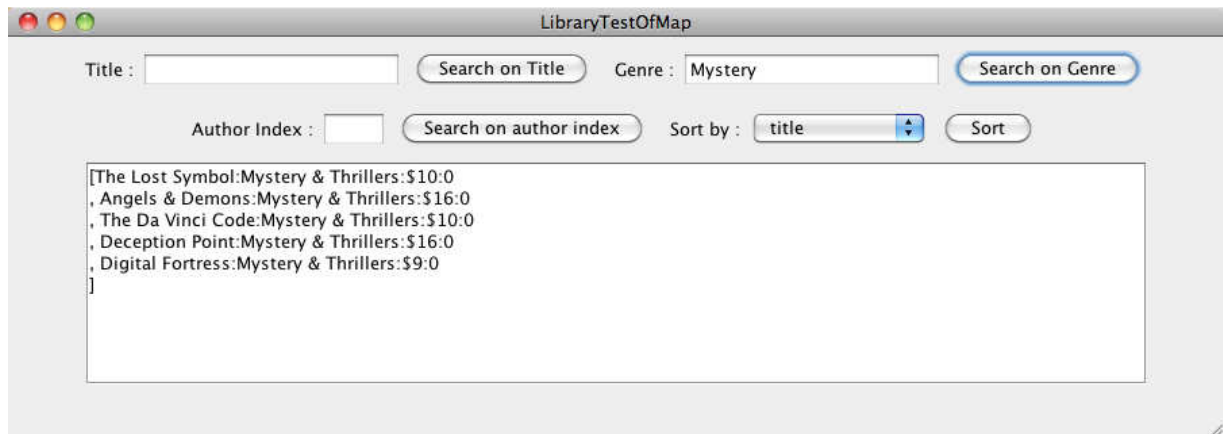 LibraryTestOfMap
Title : Search on Title Genre : Mystery Search on Genre
Author Index : Search on author index Sort by : title Sort
[The Lost Symbol:Mystery & Thrillers:$10:0
, Angels & Demons:Mystery & Thrillers:$16:0
, The Da Vinci Code:Mystery & Thrillers:$10:0
, Deception Point:Mystery & Thrillers:$16:0
, Digital Fortress:Mystery & Thrillers:$9:0
]